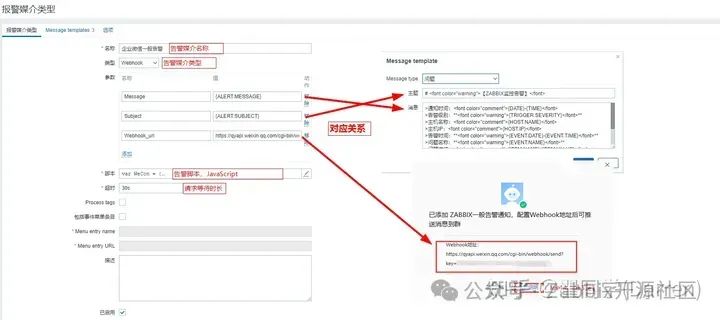 报警媒介类型
报警媒介类型 Message templates 3 选项
* 名称 企业微信一般告警 告警媒介名称
类型 Webhook 告警媒介类型
参数 名称 值 动作
Message {ALERT.MESSAGE} 移除
Subject {ALERT.SUBJECT} 移除
Webhook_url https://qyapi.weixin.qq.com/cgi-bin/w 移除
添加
对应关系
* 脚本 var WeCom = { 告警脚本，JavaScript
* 超时 30s 请求等待时长
Process tags
包括事件菜单条目
* Menu entry name
* Menu entry URL
描述
已启用
Message template
Message type 问题
主题 # <font color="warning">【ZABBIX监控告警】</font>
消息 >通知时间: <font color="comment">{DATE}-{TIME}</font>
>告警级别: **<font color="warning">{TRIGGER.SEVERITY}</font>**
>主机名称: <font color="comment">{HOST.NAME}</font>
>主机IP: <font color="comment">{HOST.IP}</font>
>告警时间: **<font color="warning">{EVENT.DATE}-{EVENT.TIME}</font>**
>问题名称: **<font color="warning">{EVENT.NAME}</font>**
已添加 ZABBIX一般告警通知，配置Webhook地址后可推送消息到群
Webhook地址:
https://qyapi.weixin.qq.com/cgi-bin/webhook/send?
key=
公众号·Zabbix开源社区